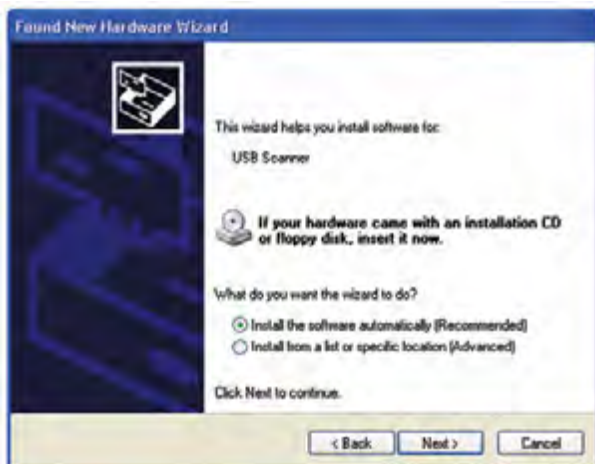 Found New Hardware Wizard
This wizard helps you install software for:
USB Scanner
If your hardware came with an installation CD
or floppy disk, insert it now.
What do you want the wizard to do?
Install the software automatically (Recommended)
Install from a list or specific location (Advanced)
Click Next to continue.
< Back
Next >
Cancel